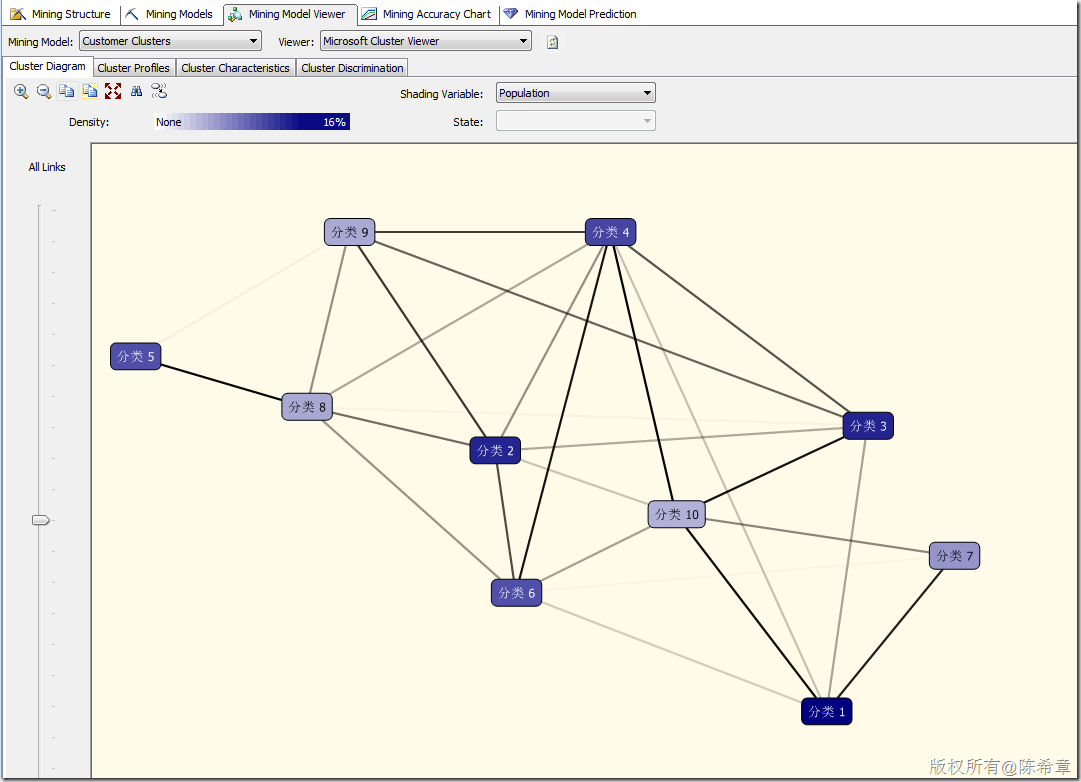 Mining Structure Mining Models Mining Model Viewer Mining Accuracy Chart Mining Model Prediction
Mining Model: Customer Clusters Viewer: Microsoft Cluster Viewer
Cluster Diagram Cluster Profiles Cluster Characteristics Cluster Discrimination
Shading Variable: Population
Density: None 16% State:
All Links
分类 9
分类 4
分类 5
分类 8
分类 3
分类 2
分类 10
分类 7
分类 6
分类 1
版权所有@陈希章